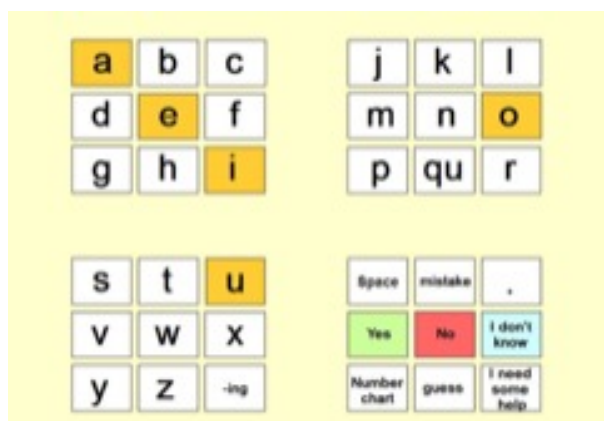 a b c
d e f
g h i
j k l
m n o
p qu r
s t u
v w x
y z -ing
Space mistake .
Yes No I don't know
Number chart guess I need some help